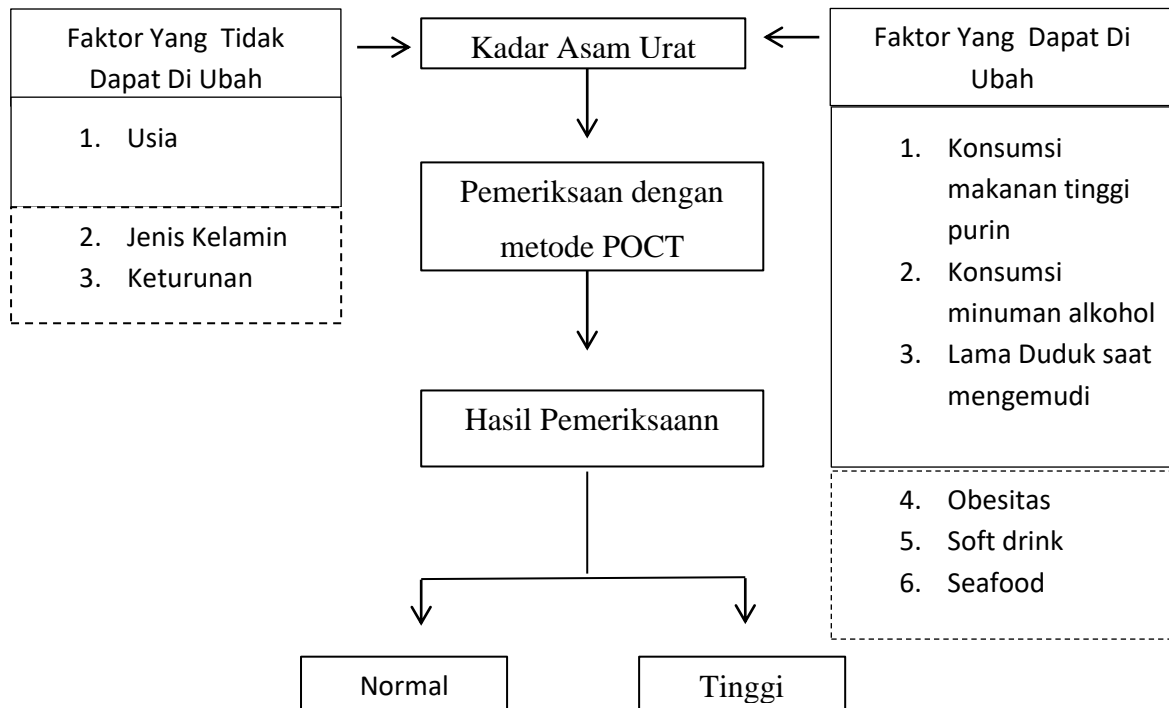 Faktor Yang Tidak
Dapat Di Ubah
1. Usia
2. Jenis Kelamin
3. Keturunan
Kadar Asam Urat
Pemeriksaan dengan
metode POCT
Hasil Pemeriksaann
Normal
Tinggi
Faktor Yang Dapat Di
Ubah
1. Konsumsi
makanan tinggi
purin
2. Konsumsi
minuman alkohol
3. Lama Duduk saat
mengemudi
4. Obesitas
5. Soft drink
6. Seafood